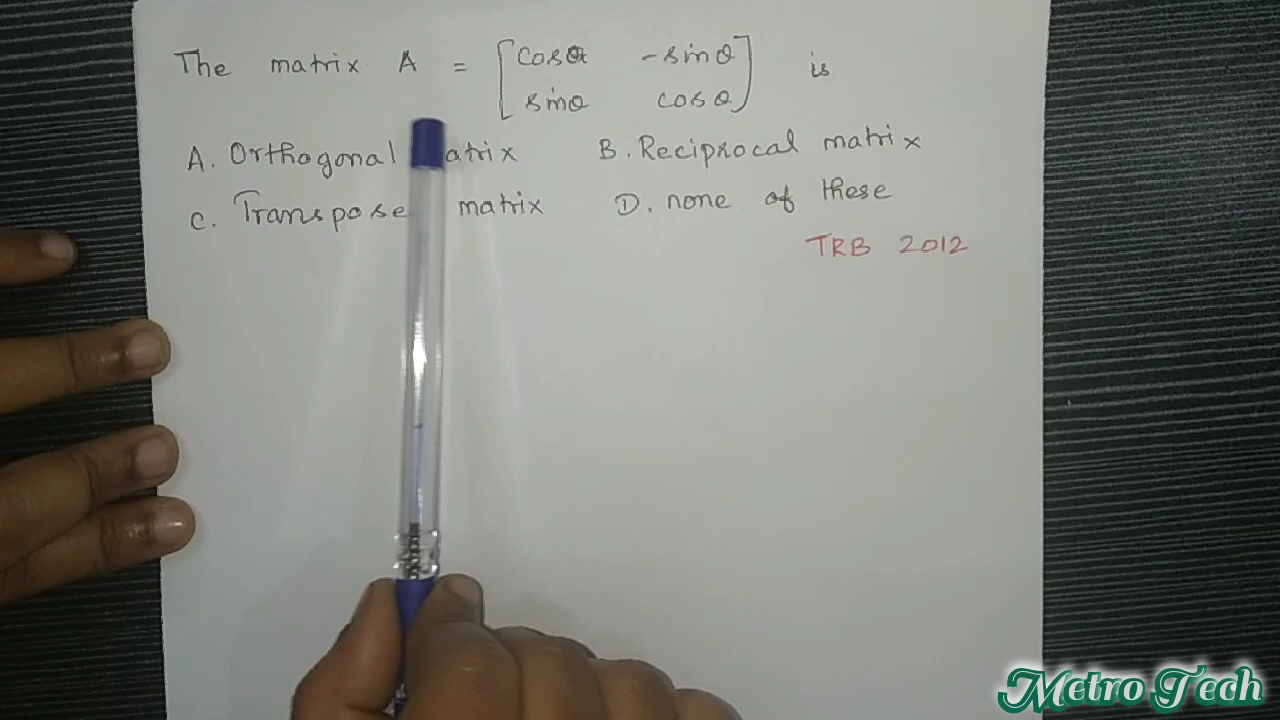 The matrix A = [cosθ -sinθ] is
[sinθ cosθ]
A. Orthogonal matrix B. Reciprocal matrix
C. Transpose matrix D. none of these
TRB 2012
Metro Tech